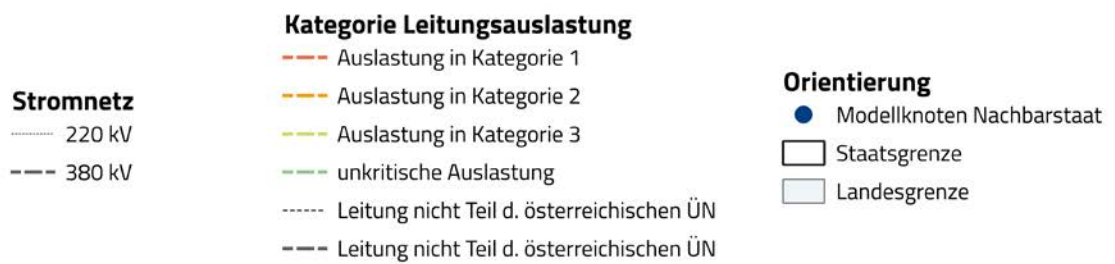 Stromnetz
220 kV
380 kV
Kategorie Leitungsauslastung
Auslastung in Kategorie 1
Auslastung in Kategorie 2
Auslastung in Kategorie 3
unkritische Auslastung
Leitung nicht Teil d. österreichischen ÜN
Leitung nicht Teil d. österreichischen ÜN
Orientierung
Modellknoten Nachbarstaat
Staatsgrenze
Landesgrenze